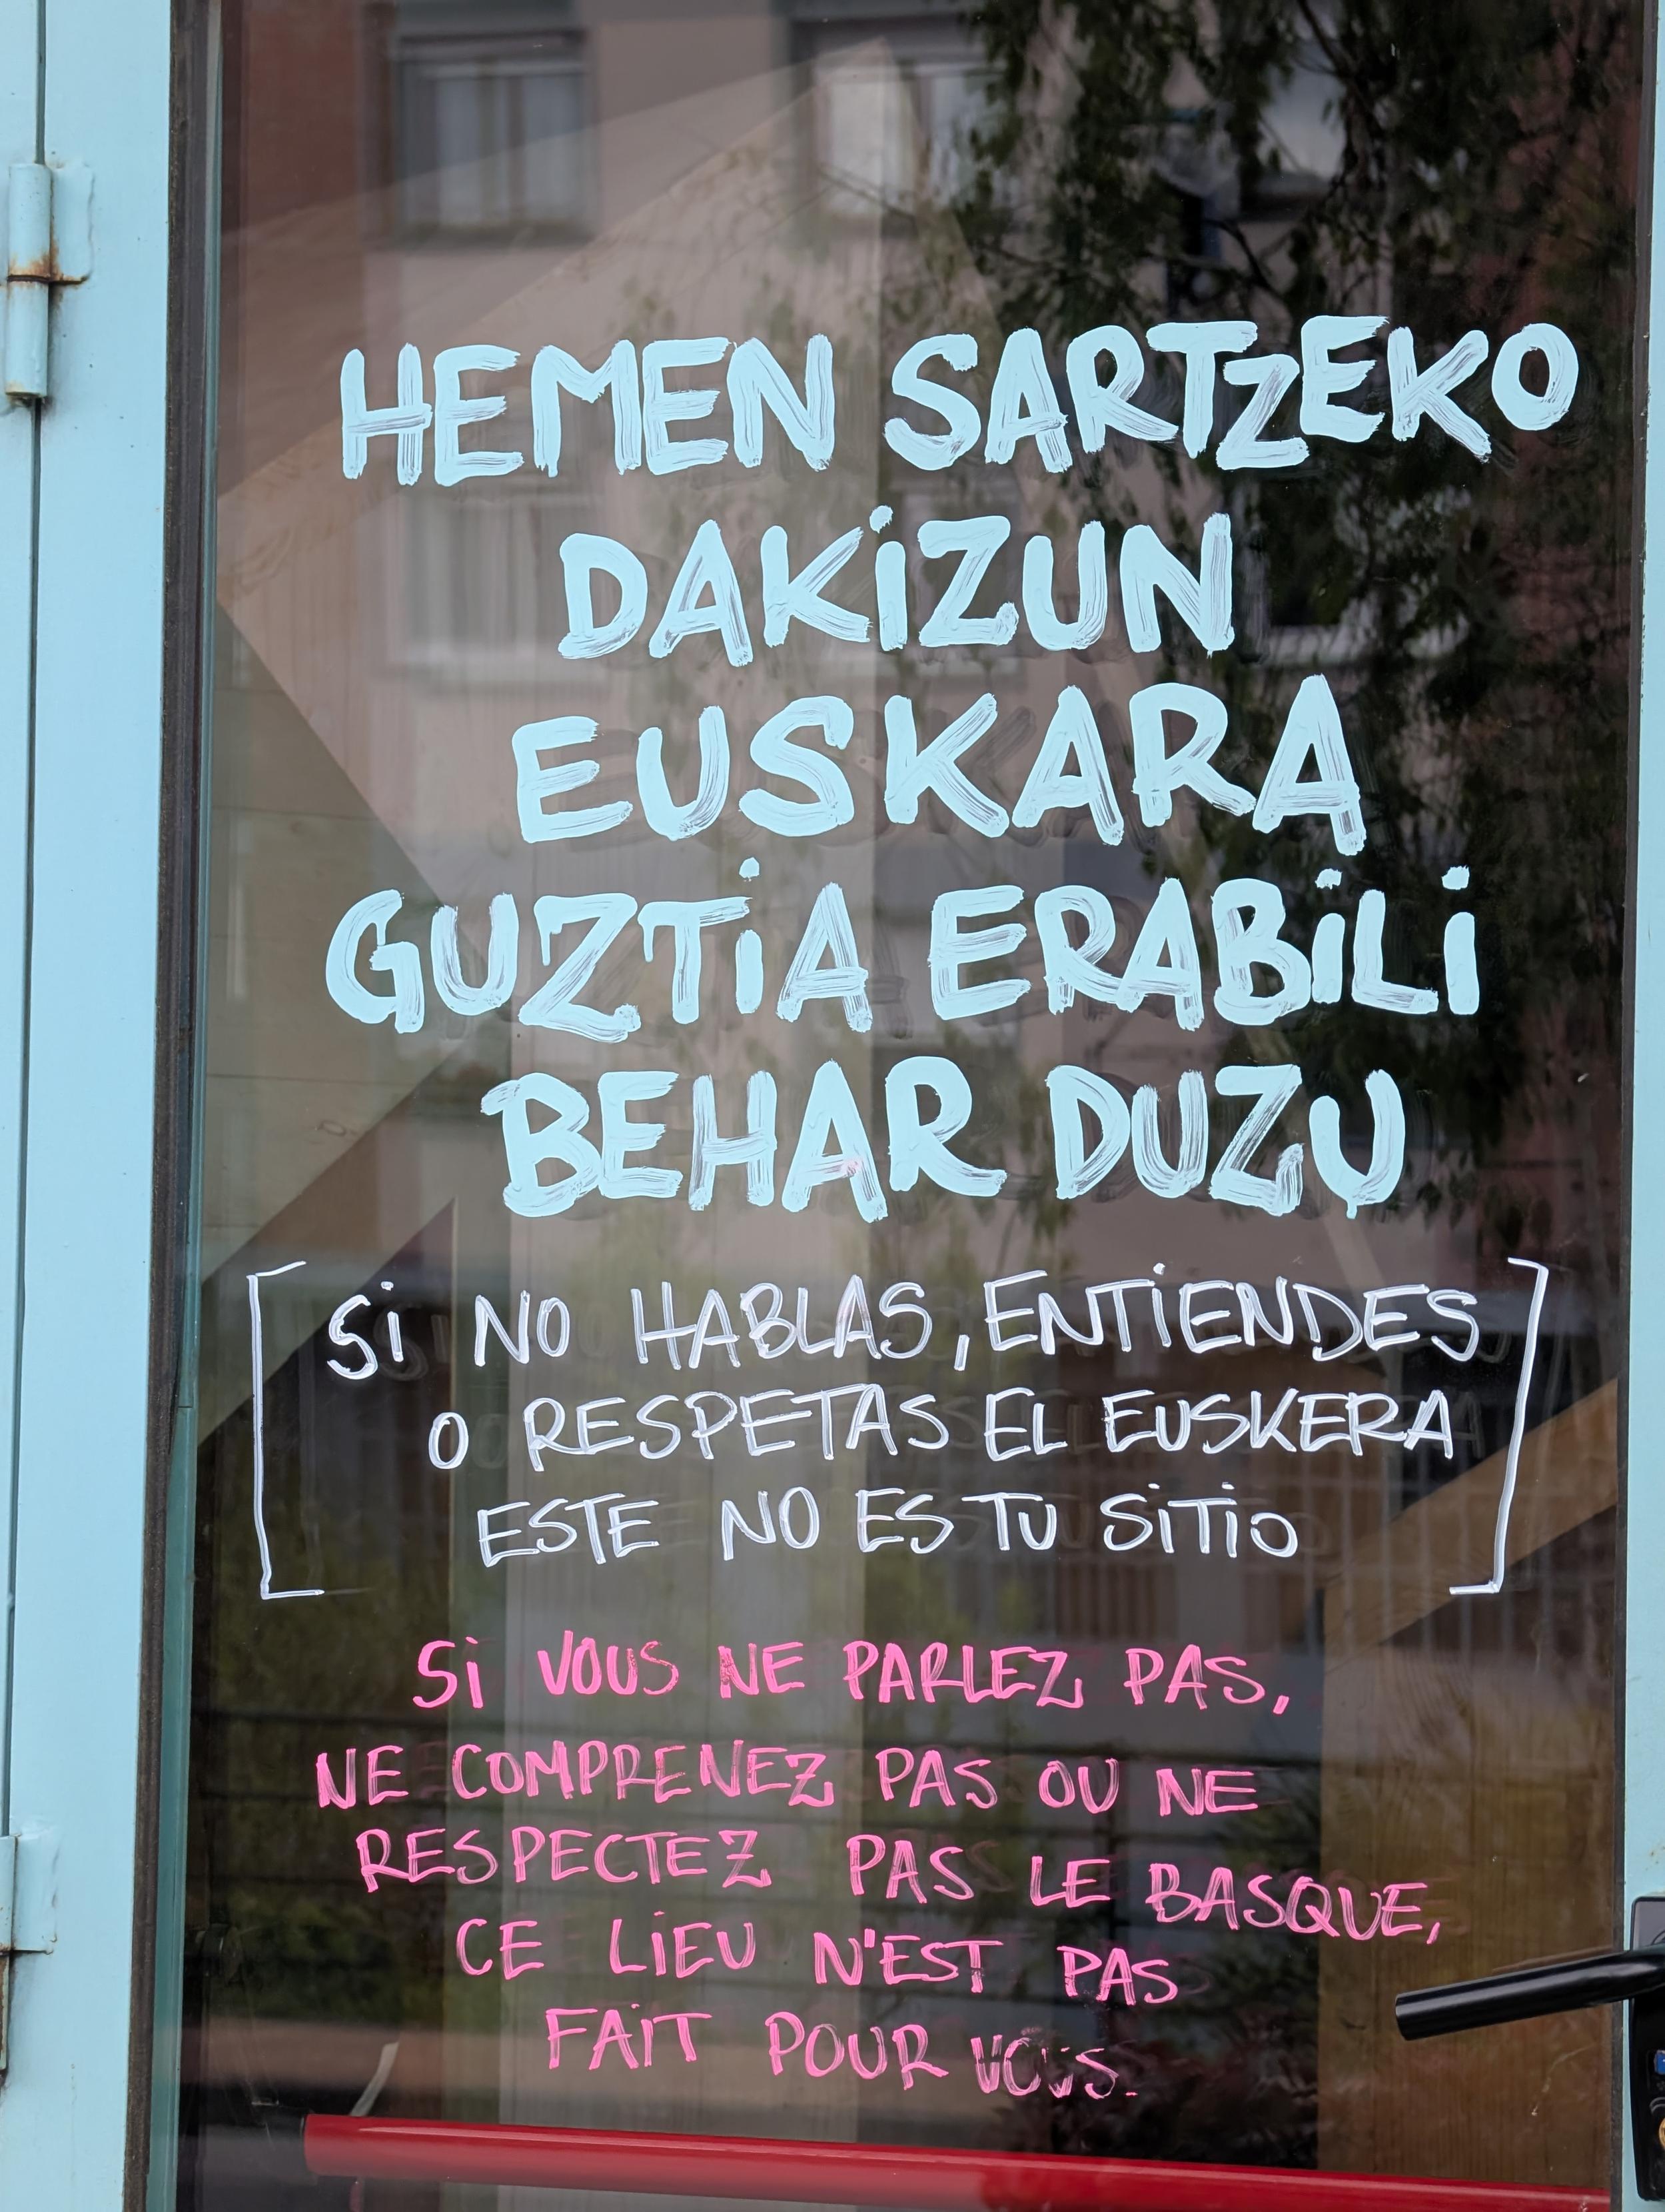 HEMEN SARTZEKO
DAKIZUN
EUSKARA
GUZTIA ERABILI
BEHAR DUZU
[SI NO HABLAS, ENTIENDES
O RESPETAS EL EUSKERA
ESTE NO ES TU SITIO]
SI VOUS NE PARLEZ PAS,
NE COMPRENEZ PAS OU NE
RESPECTEZ PAS LE BASQUE,
CE LIEU N'EST PAS
FAIT POUR VOUS.